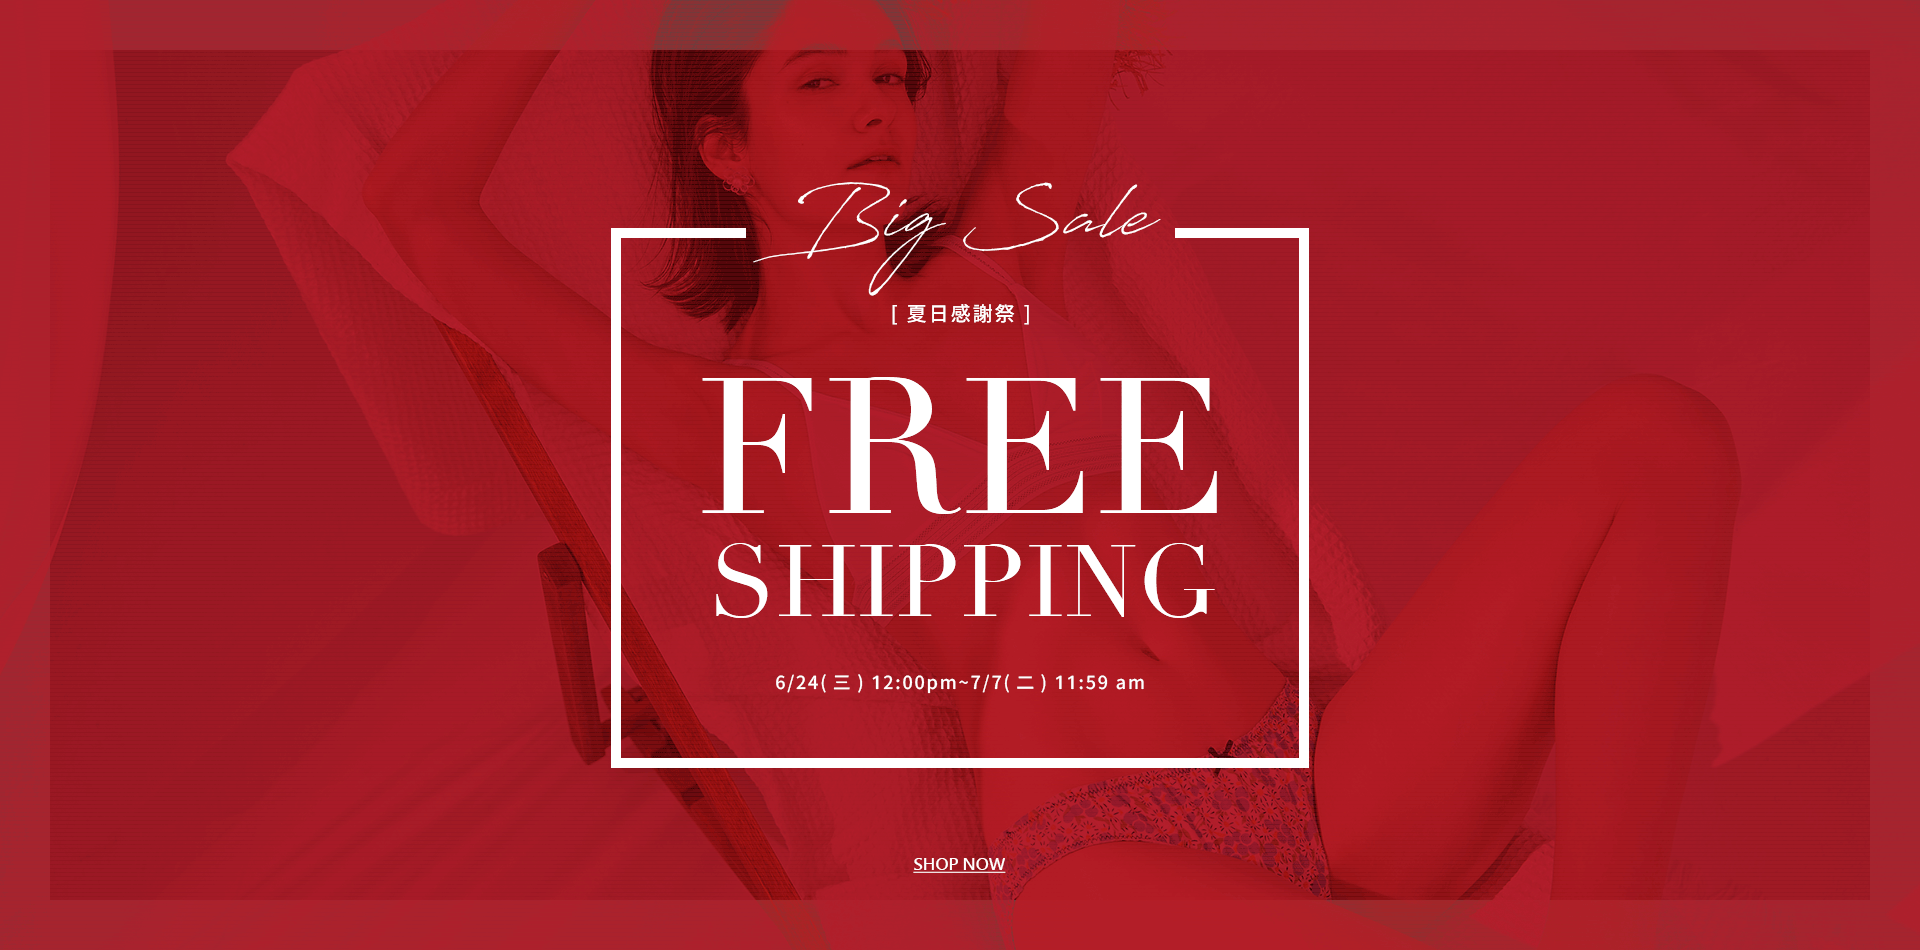 Big Sale
[ 夏日感謝祭 ]
FREE
SHIPPING
6/24( 三 ) 12:00pm~7/7( 二 ) 11:59 am
SHOP NOW